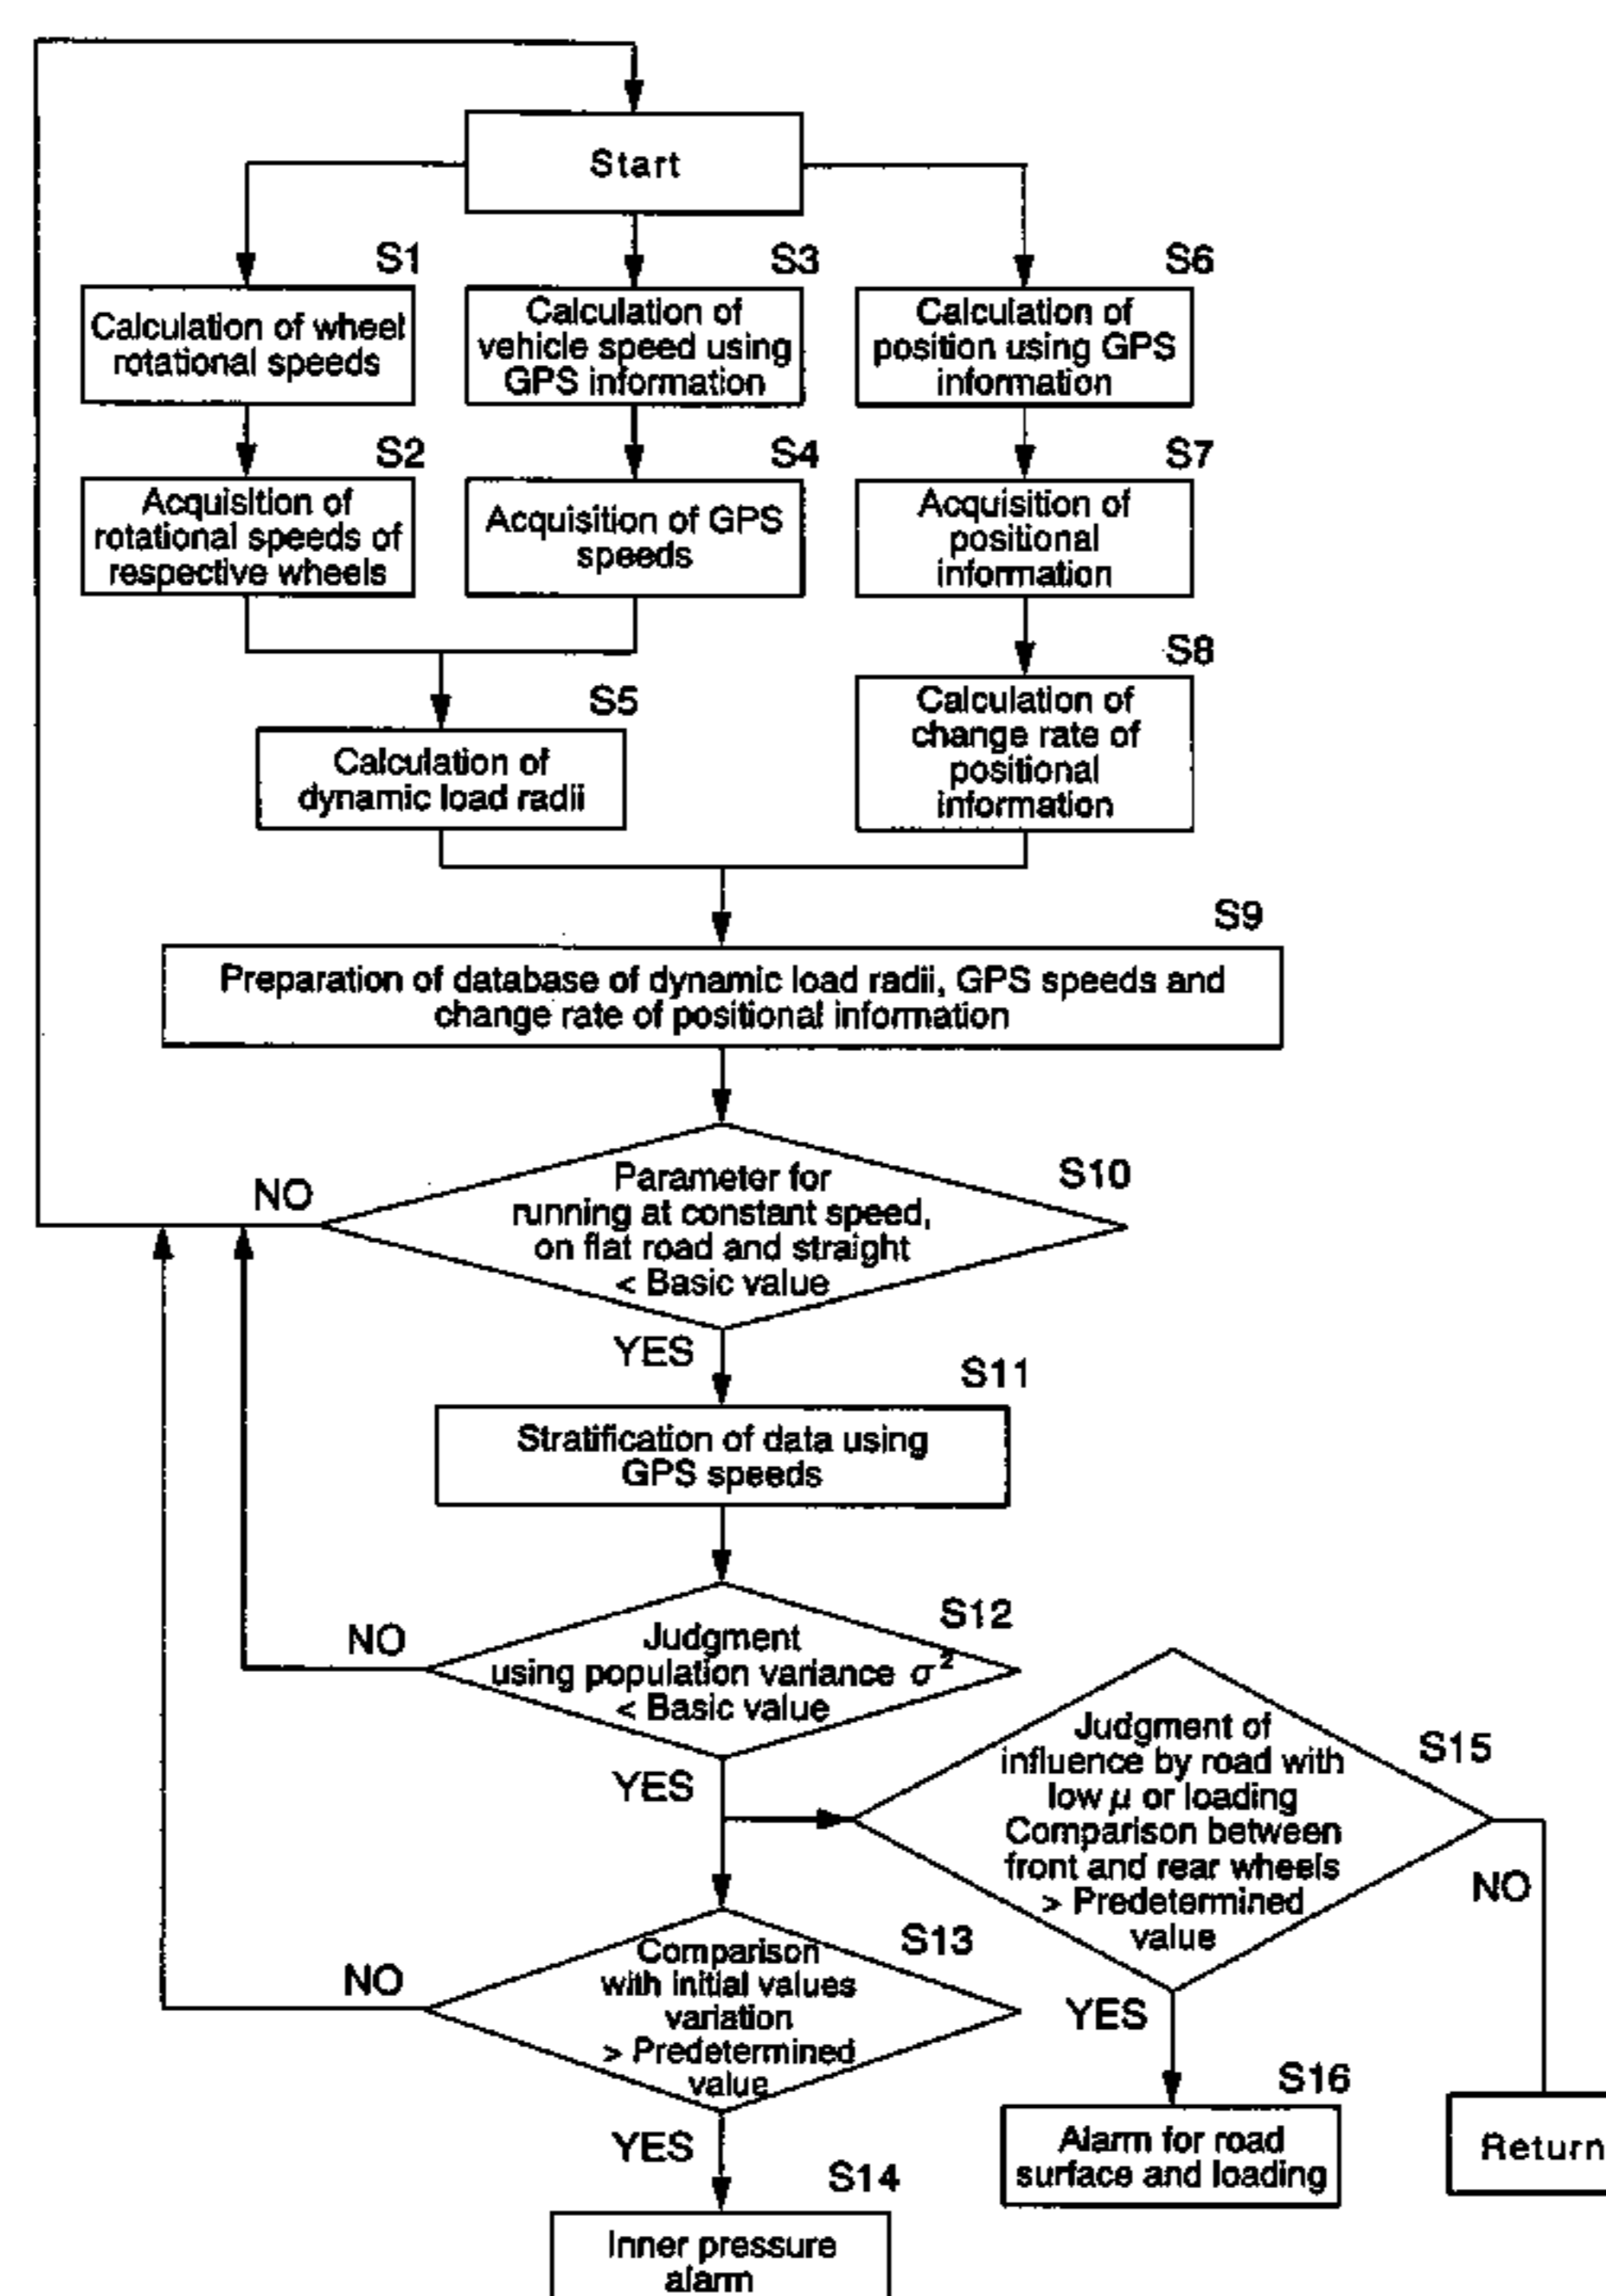 Start
S1
Calculation of wheel
rotational speeds
S3
Calculation of
vehicle speed using
GPS information
S6
Calculation of
position using GPS
information
S2
Acquisition of
rotational speeds of
respective wheels
S4
Acquisition of GPS
speeds
S7
Acquisition of
positional
information
S5
Calculation of
dynamic load radii
S8
Calculation of
change rate of
positional
information
S9
Preparation of database of dynamic load radii, GPS speeds and
change rate of positional information
S10
Parameter for
running at constant speed,
on flat road and straight
< Basic value
NO
YES
S11
Stratification of data using
GPS speeds
S12
Judgment
using population variance σ²
< Basic value
NO
YES
S15
Judgment of
influence by road with
low μ or loading
Comparison between
front and rear wheels
> Predetermined
value
NO
YES
S13
Comparison
with initial values
variation
> Predetermined
value
NO
YES
S16
Alarm for road
surface and loading
Return
S14
Inner pressure
alarm